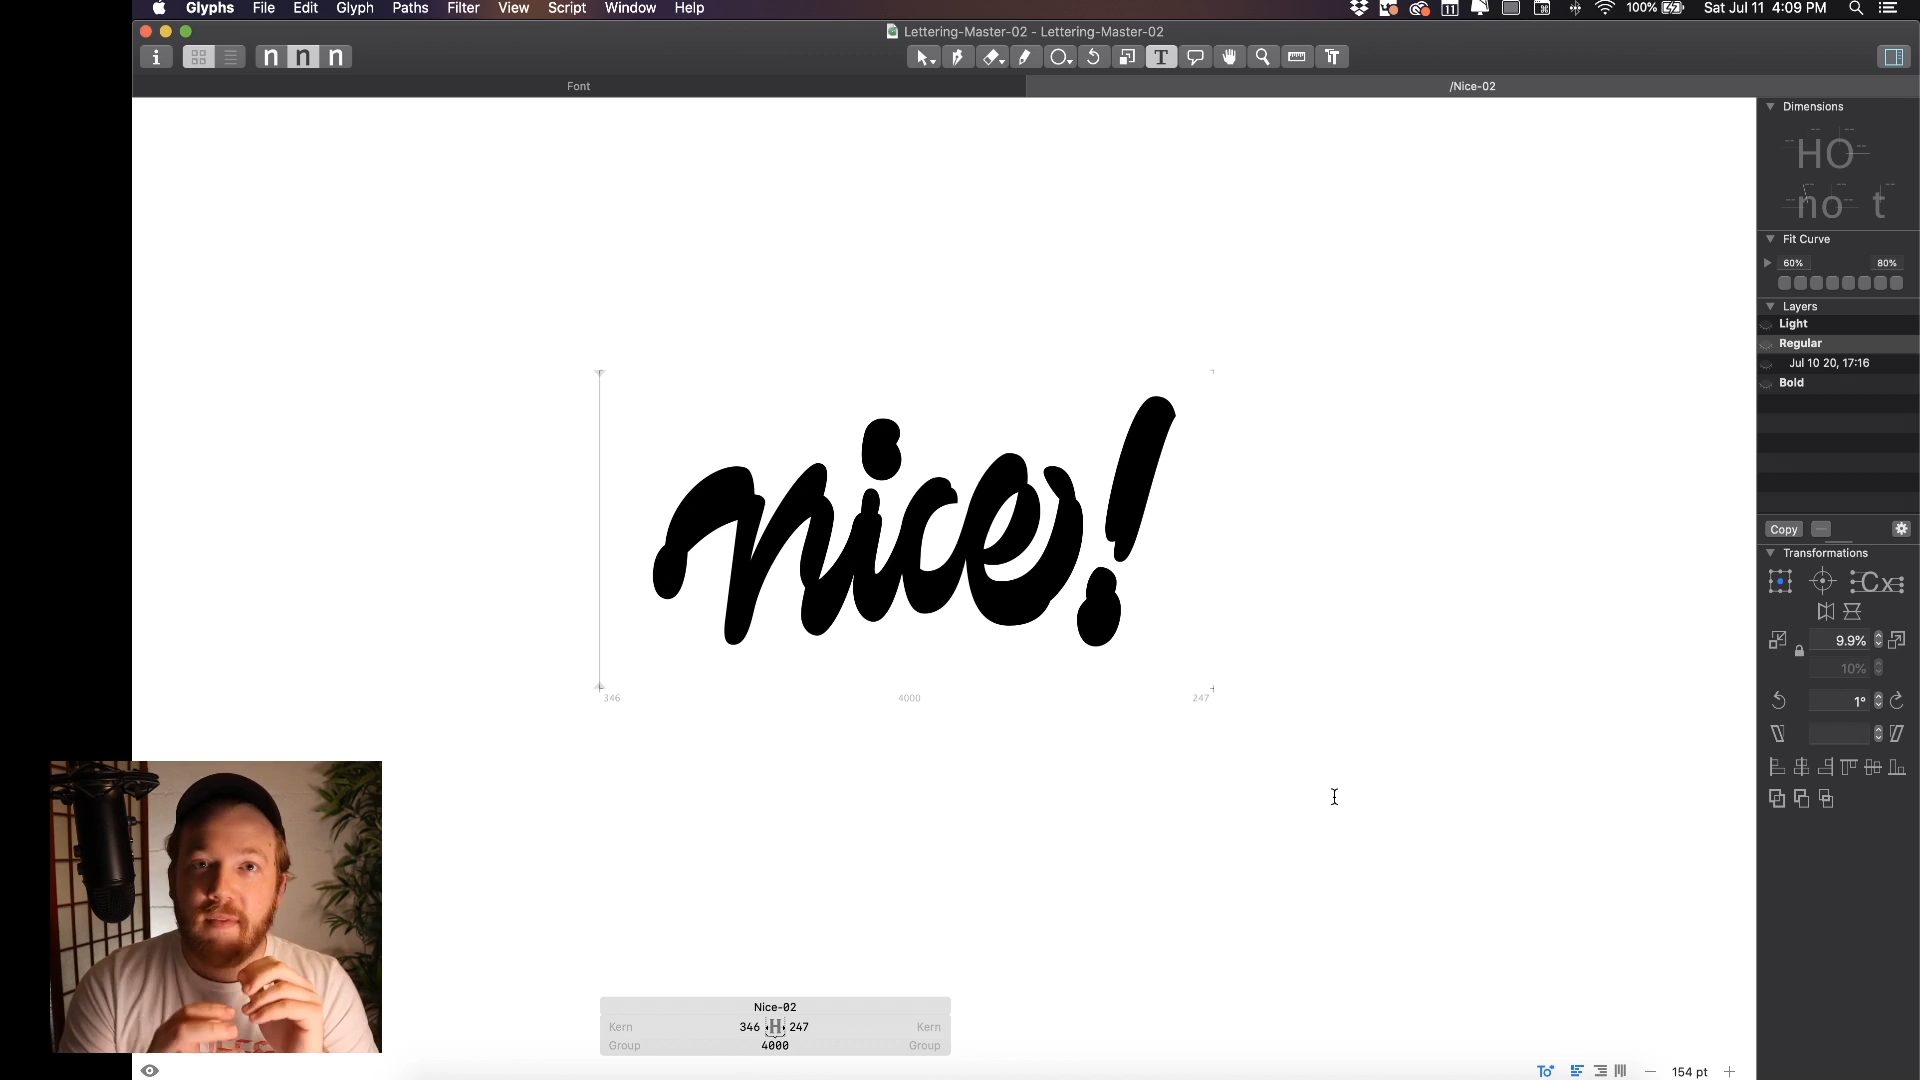 Glyphs File Edit Glyph Paths Filter View Script Window Help
100% Sat Jul 11 4:09 PM
Lettering-Master-02 - Lettering-Master-02
n n n
T
Font
/Nice-02
Dimensions
HO
no t
Fit Curve
60% 80%
Layers
Light
Regular
Jul 10 20, 17:16
Bold
nice!
346 4000 247
Copy
Transformations
Cx
9.9%
10%
1°
Nice-02
Kern 346 H 247 Kern
Group 4000 Group
154 pt